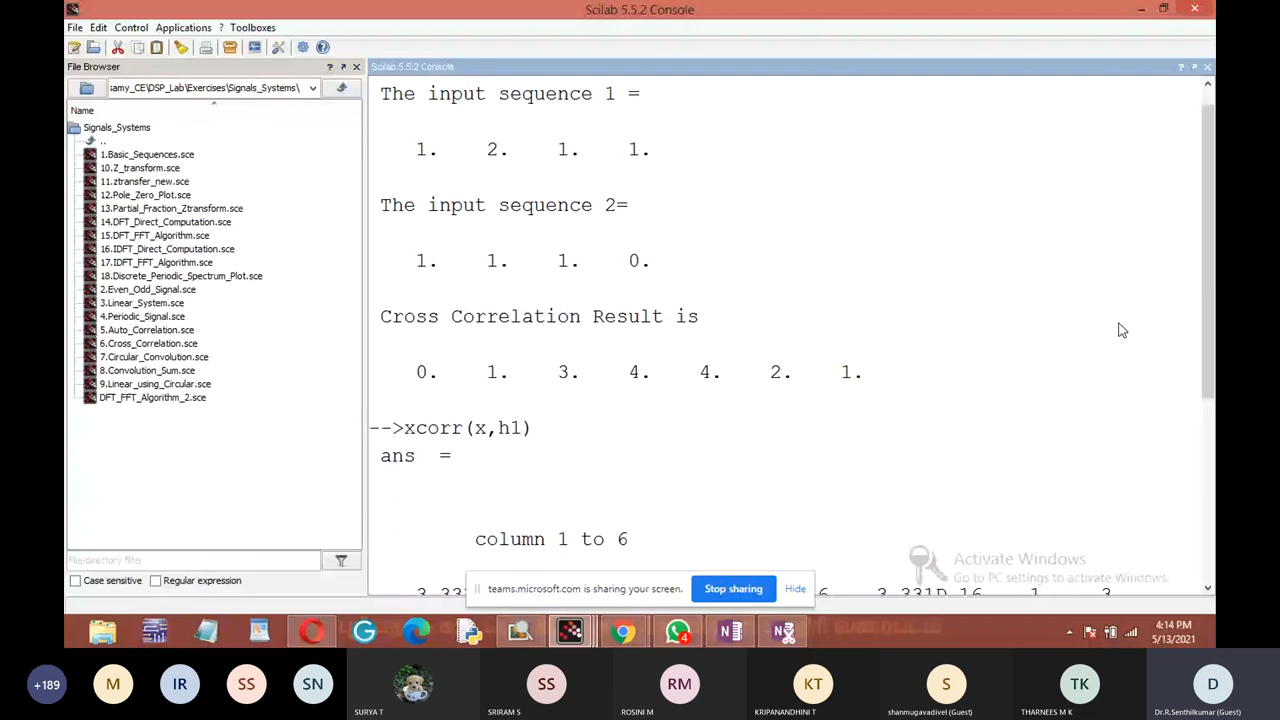 Scilab 5.5.2 Console
File Edit Control Applications ? Toolboxes
File Browser
Scilab 5.5.2 Console
:amy_CE\DSP_Lab\Exercises\Signals_Systems\
Name
Signals_Systems
..
1.Basic_Sequences.sce
10.Z_transform.sce
11.ztransfer_new.sce
12.Pole_Zero_Plot.sce
13.Partial_Fraction_Ztransform.sce
14.DFT_Direct_Computation.sce
15.DFT_FFT_Algorithm.sce
16.IDFT_Direct_Computation.sce
17.IDFT_FFT_Algorithm.sce
18.Discrete_Periodic_Spectrum_Plot.sce
2.Even_Odd_Signal.sce
3.Linear_System.sce
4.Periodic_Signal.sce
5.Auto_Correlation.sce
6.Cross_Correlation.sce
7.Circular_Convolution.sce
8.Convolution_Sum.sce
9.Linear_using_Circular.sce
DFT_FFT_Algorithm_2.sce
File/directory filter
Case sensitive Regular expression
The input sequence 1 =
1. 2. 1. 1.
The input sequence 2=
1. 1. 1. 0.
Cross Correlation Result is
0. 1. 3. 4. 4. 2. 1.
-->xcorr(x,h1)
ans =
column 1 to 6
Activate Windows
Go to PC settings to activate Windows.
teams.microsoft.com is sharing your screen. Stop sharing Hide
4
4:14 PM
5/13/2021
+189 M IR SS SN SS RM KT S TK D
SURYA T SRIRAM S ROSINI M KRIPANANDHINI T shanmugavadivel (Guest) THARNEES M K Dr.R.Senthilkumar (Guest)